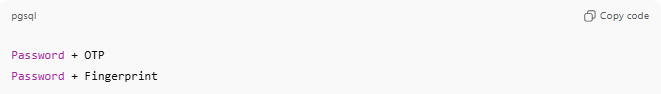 pgsql
Copy code
Password + OTP
Password + Fingerprint